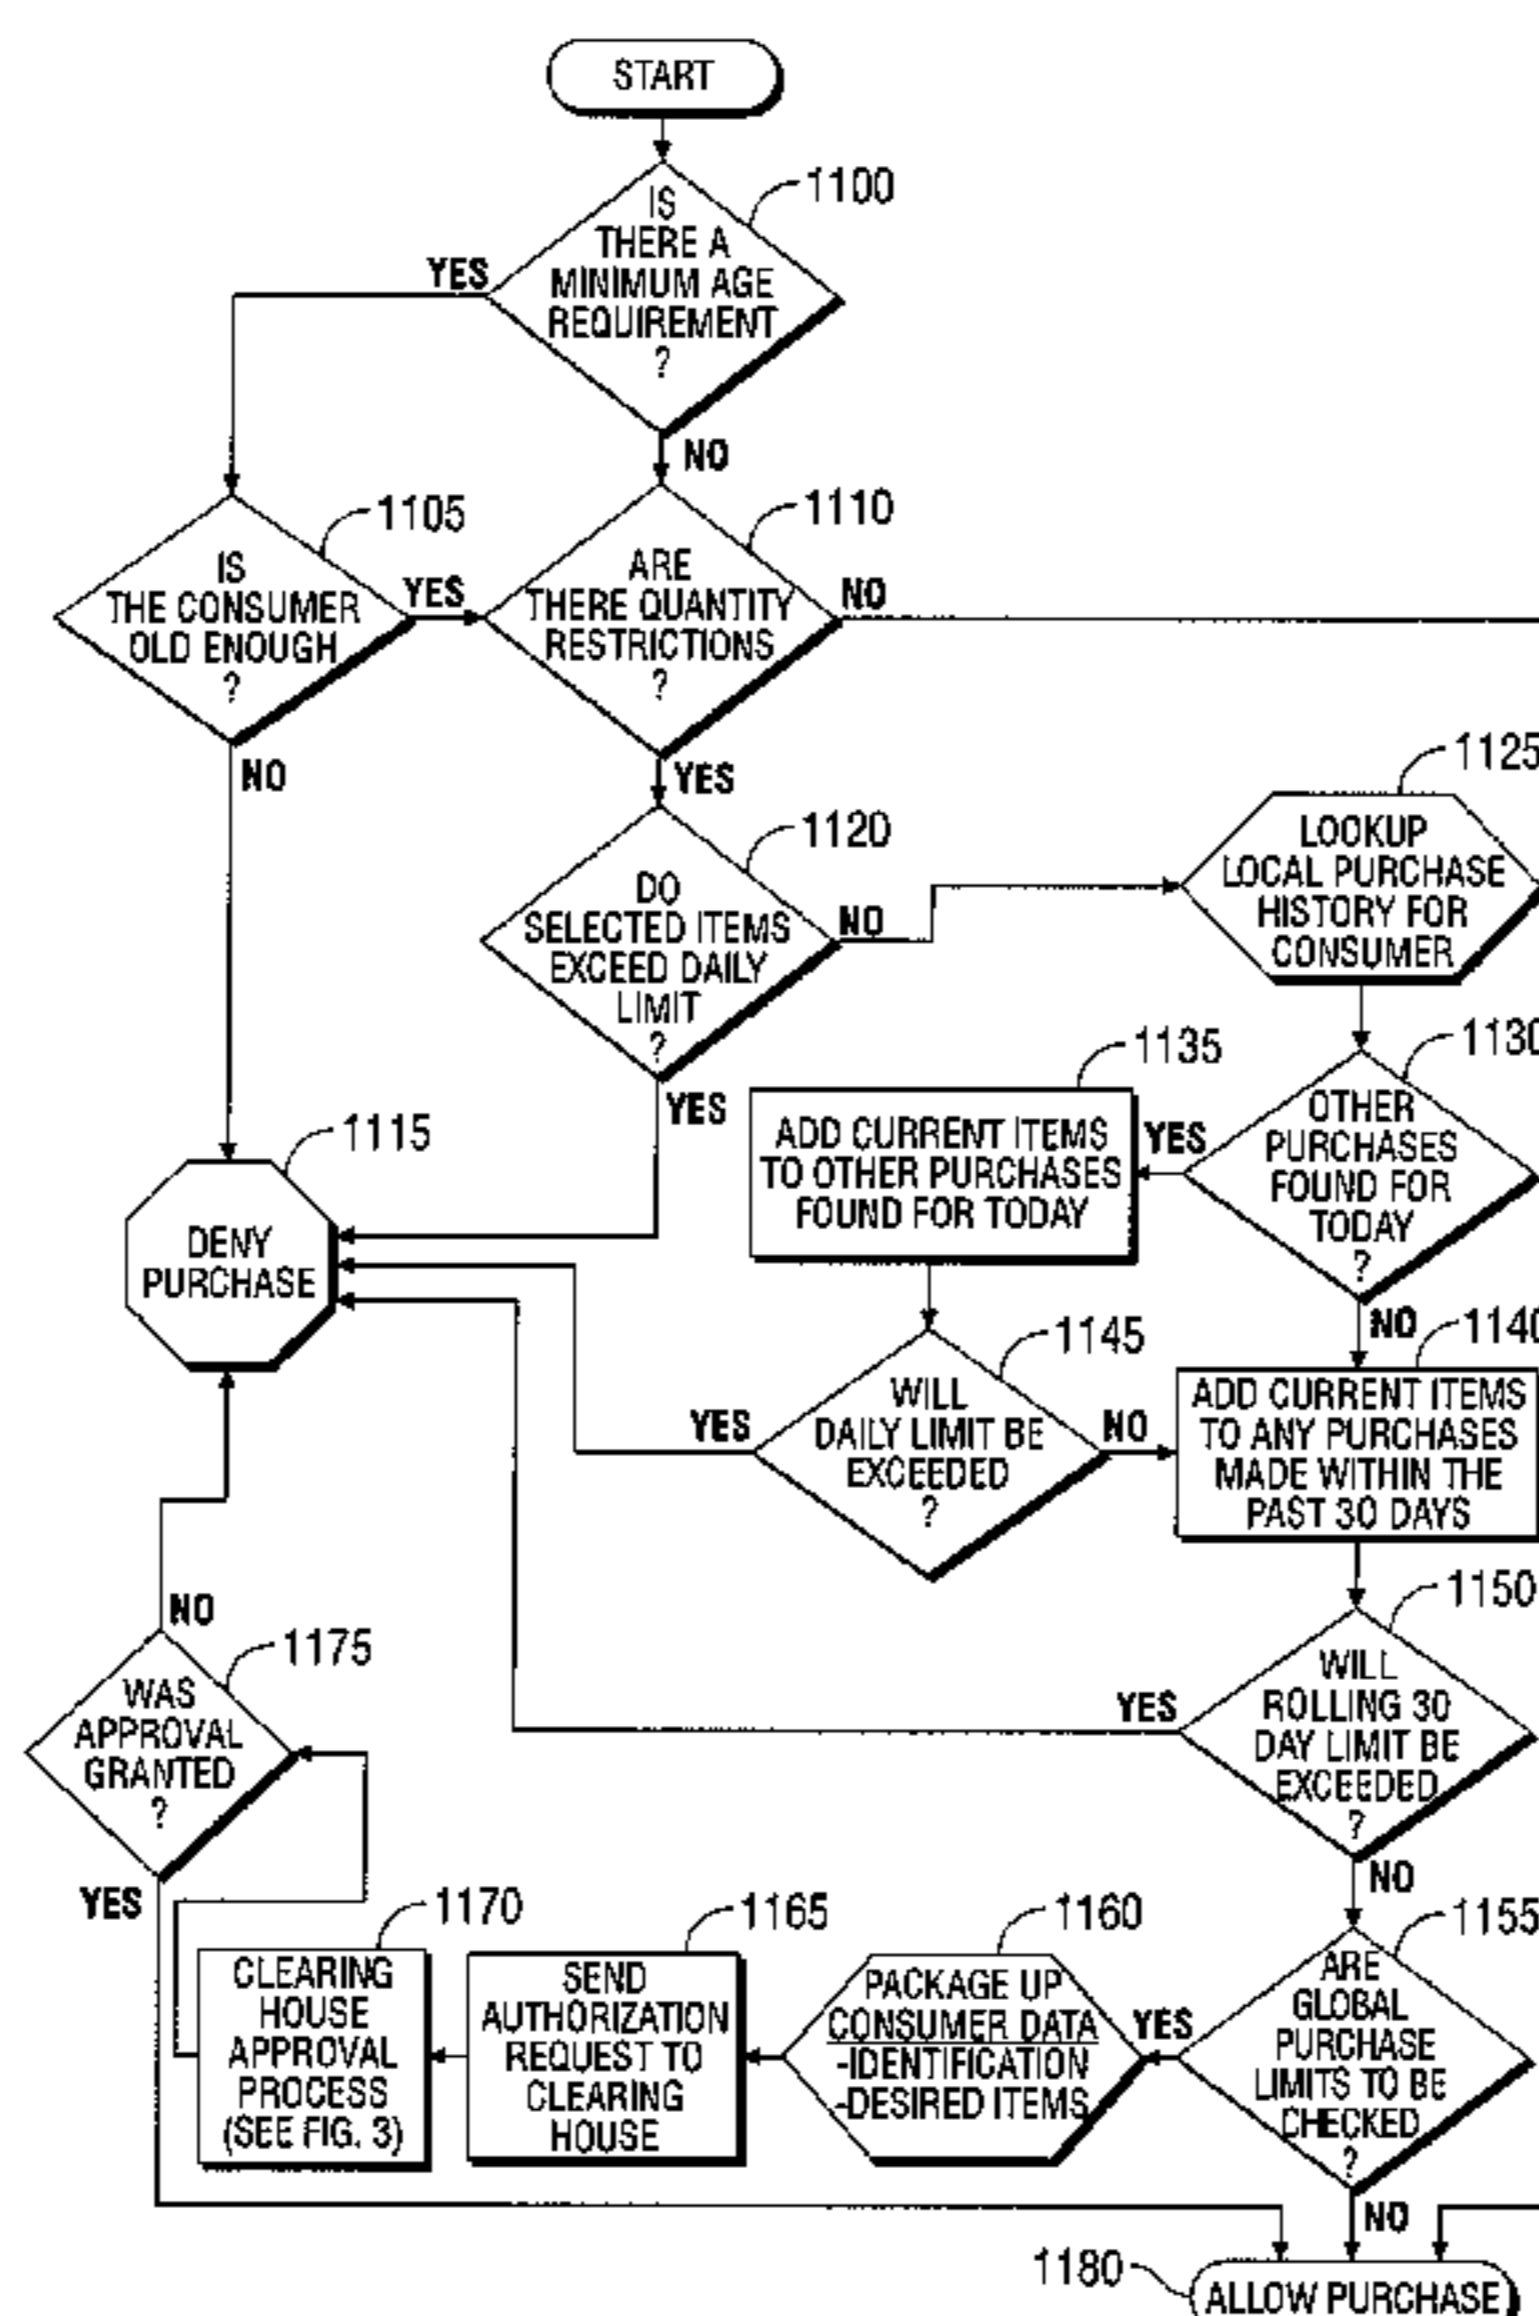 START
1100
IS
THERE A
MINIMUM AGE
REQUIREMENT
?
YES
NO
1105
IS
THE CONSUMER
OLD ENOUGH
?
YES
NO
1110
ARE
THERE QUANTITY
RESTRICTIONS
?
NO
YES
1120
DO
SELECTED ITEMS
EXCEED DAILY
LIMIT
?
NO
YES
1125
LOOKUP
LOCAL PURCHASE
HISTORY FOR
CONSUMER
1130
OTHER
PURCHASES
FOUND FOR
TODAY
?
YES
NO
1135
ADD CURRENT ITEMS
TO OTHER PURCHASES
FOUND FOR TODAY
1115
DENY
PURCHASE
1145
WILL
DAILY LIMIT BE
EXCEEDED
?
YES
NO
1140
ADD CURRENT ITEMS
TO ANY PURCHASES
MADE WITHIN THE
PAST 30 DAYS
1150
WILL
ROLLING 30
DAY LIMIT BE
EXCEEDED
?
YES
NO
NO
1175
WAS
APPROVAL
GRANTED
?
YES
1170
CLEARING
HOUSE
APPROVAL
PROCESS
(SEE FIG. 3)
1165
SEND
AUTHORIZATION
REQUEST TO
CLEARING
HOUSE
1160
PACKAGE UP
CONSUMER DATA
-IDENTIFICATION
-DESIRED ITEMS
YES
1155
ARE
GLOBAL
PURCHASE
LIMITS TO BE
CHECKED
?
NO
1180
ALLOW PURCHASE